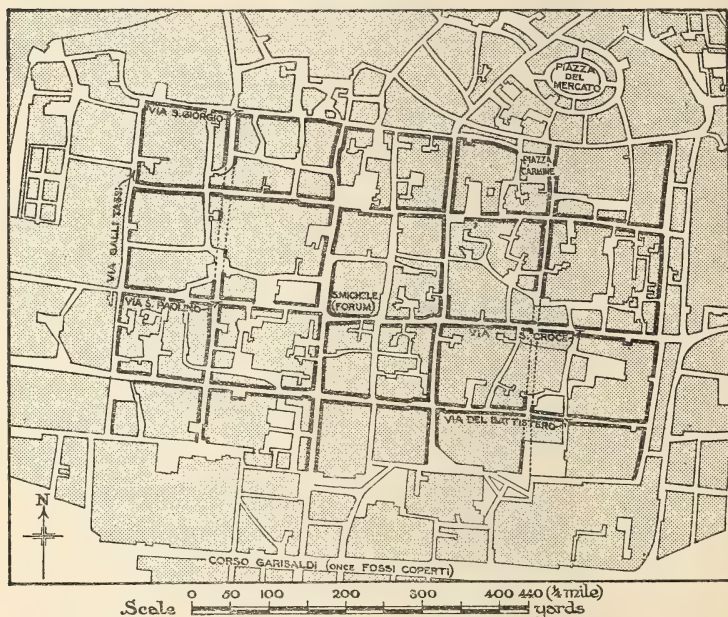 PIAZZA
DEL
MERCATO
VIA S. GIORGIO
PIAZZA
CARMINE
VIA GALLI TASSI
S. MICHELE
(FORUM)
VIA S. PAOLINO
VIA S. CROCE
VIA DEL BATTISTERO
N
CORSO GARIBALDI (ONCE FOSSI COPERTI)
Scale 0 50 100 200 300 400 440 (¼ mile)
yards